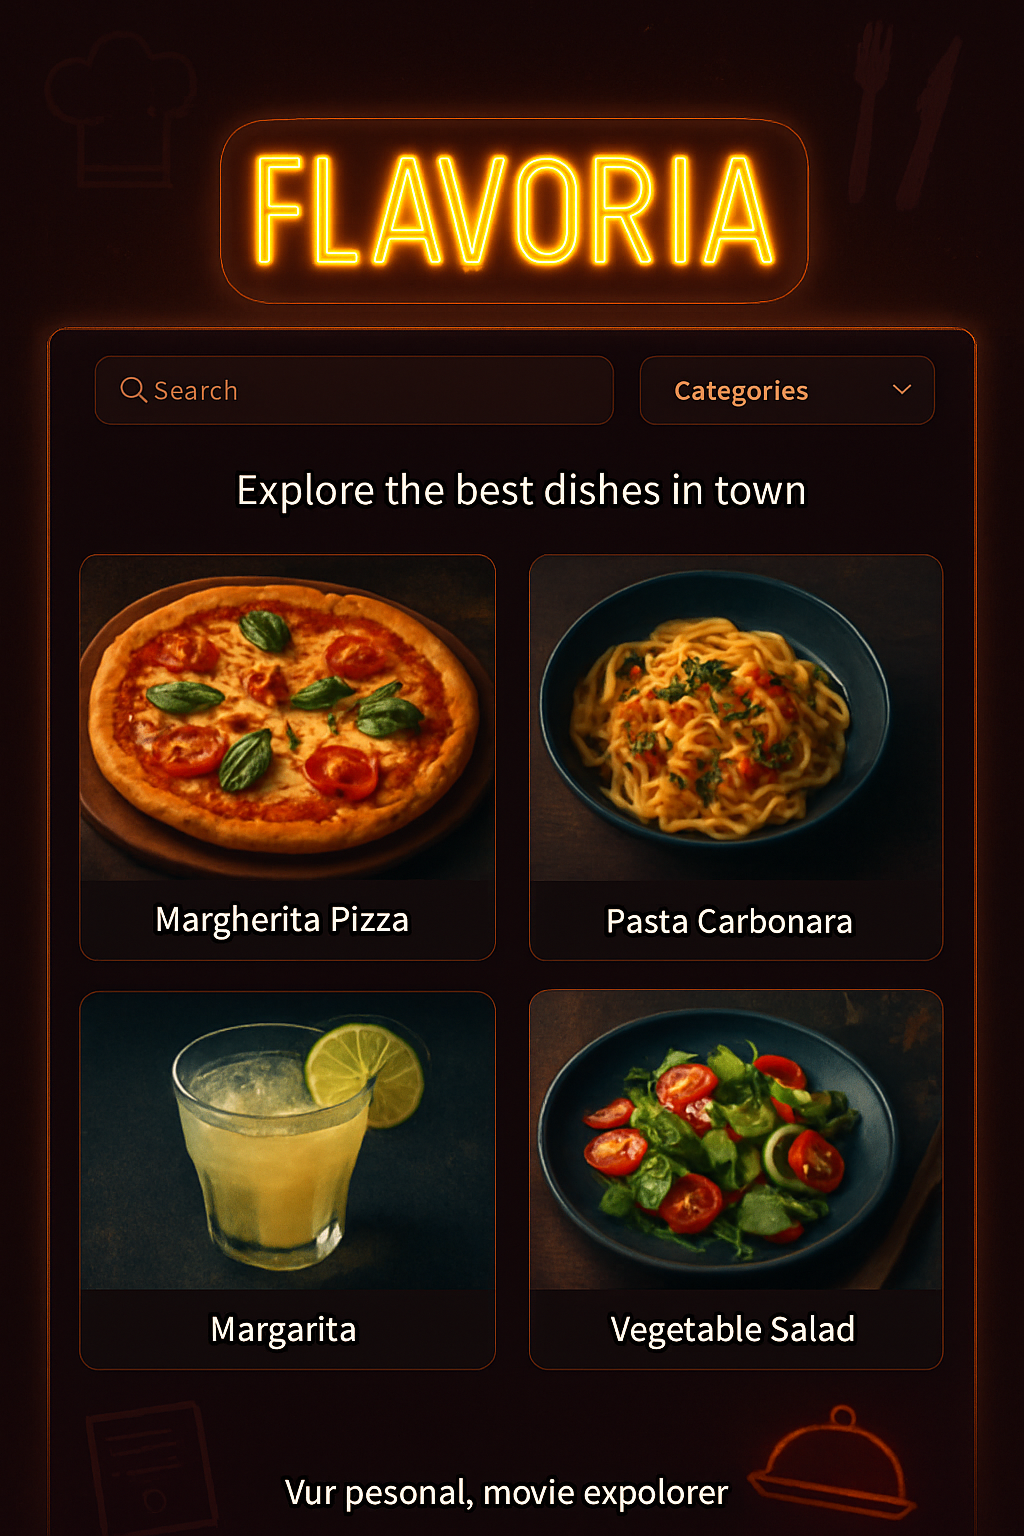 FLAVORIA
Search
Categories
Explore the best dishes in town
Margherita Pizza
Pasta Carbonara
Margarita
Vegetable Salad
Vur pesonal, movie expolorer